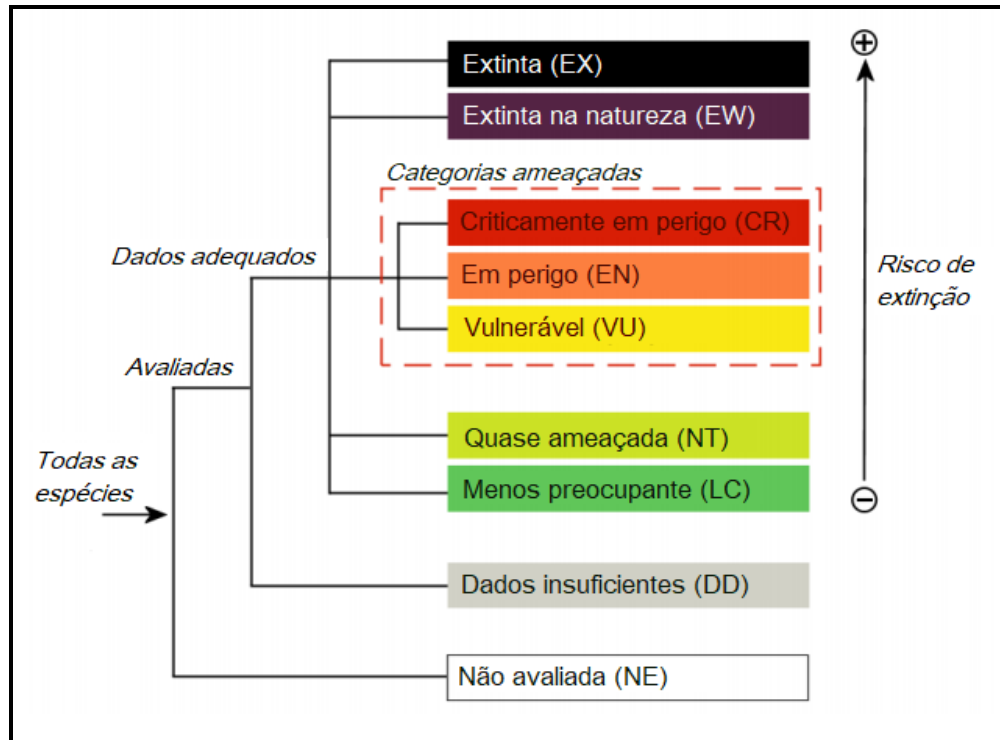 Extinta (EX)
Extinta na natureza (EW)
Categorias ameaçadas
Criticamente em perigo (CR)
Dados adequados
Em perigo (EN)
Risco de
extinção
Vulnerável (VU)
Avaliadas
Quase ameaçada (NT)
Todas as
espécies
Menos preocupante (LC)
Dados insuficientes (DD)
Não avaliada (NE)